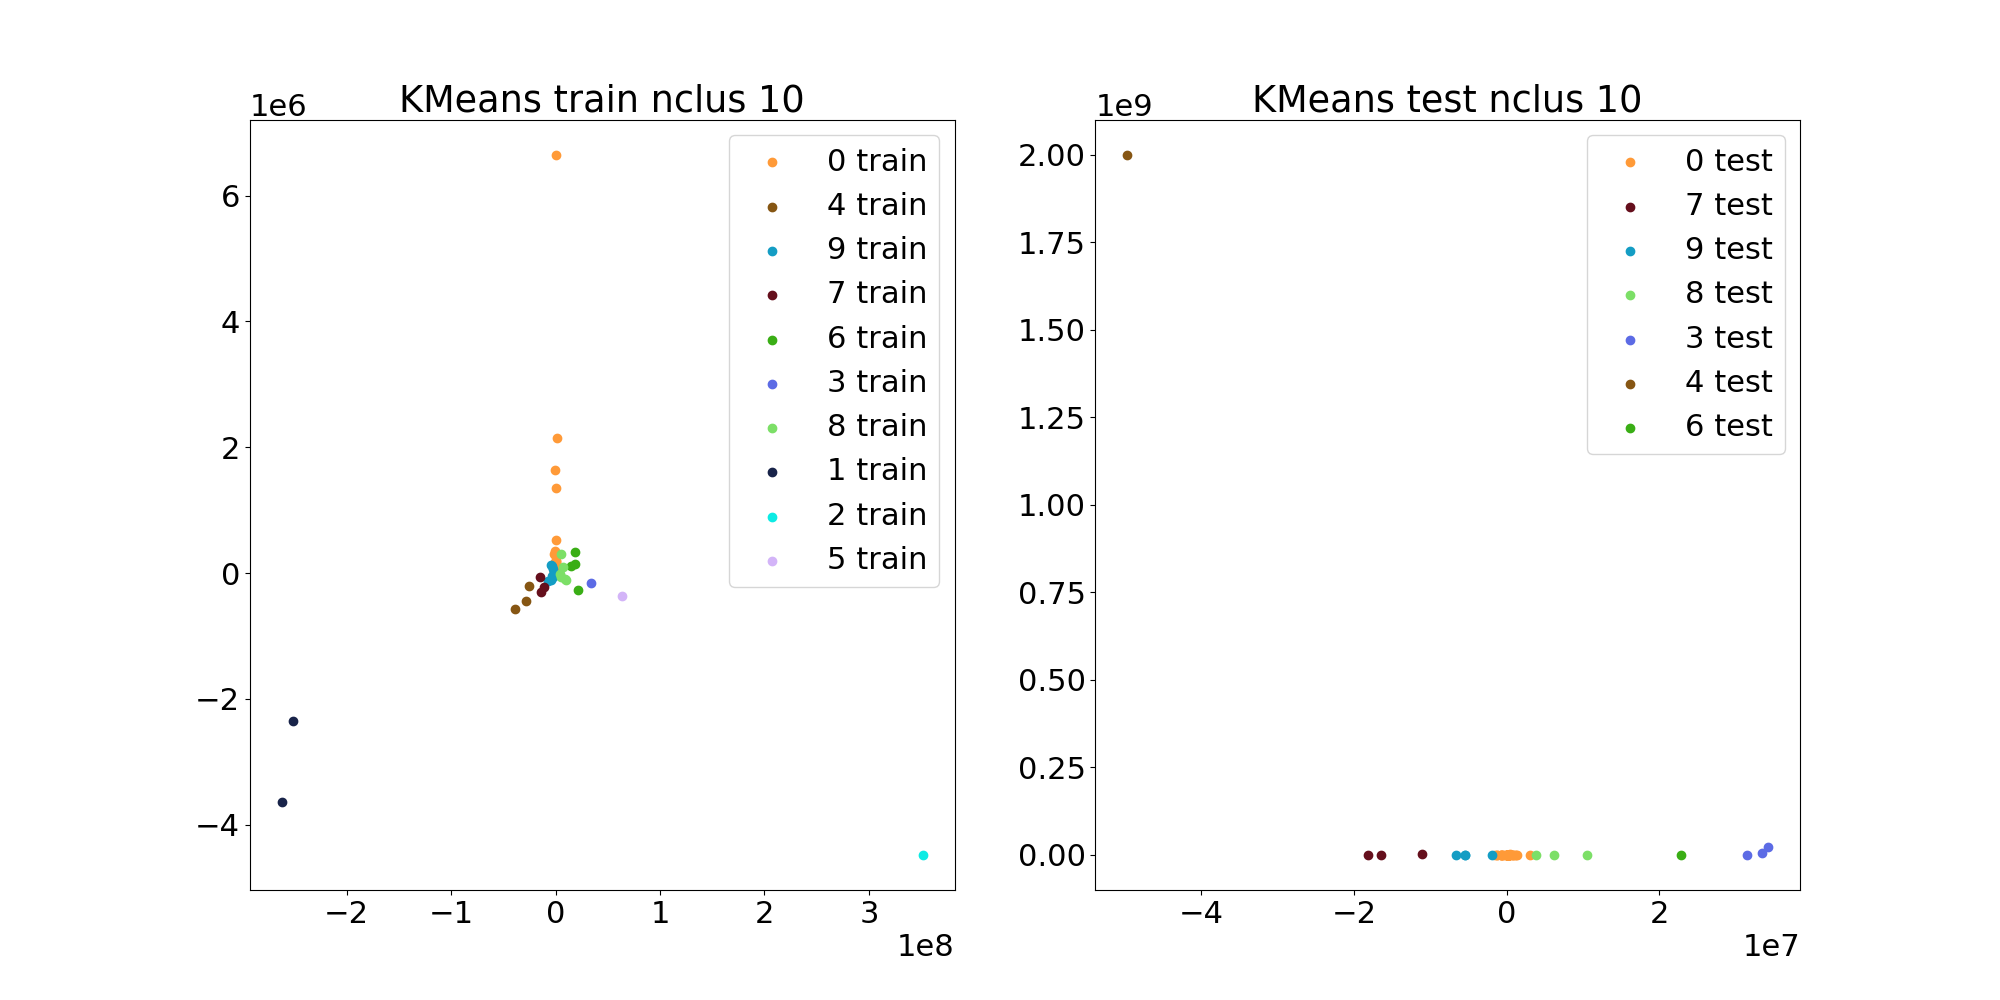 KMeans train nclus 10
1e6
6
4
2
0
−2
−4
−2
−1
0
1
2
3
1e8
0 train
4 train
9 train
7 train
6 train
3 train
8 train
1 train
2 train
5 train
KMeans test nclus 10
1e9
2.00
1.75
1.50
1.25
1.00
0.75
0.50
0.25
0.00
−4
−2
0
2
1e7
0 test
7 test
9 test
8 test
3 test
4 test
6 test